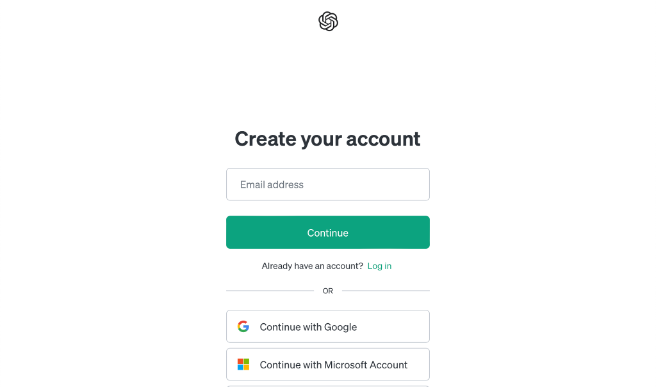 Create your account
Email address
Continue
Already have an account? Log in
OR
Continue with Google
Continue with Microsoft Account